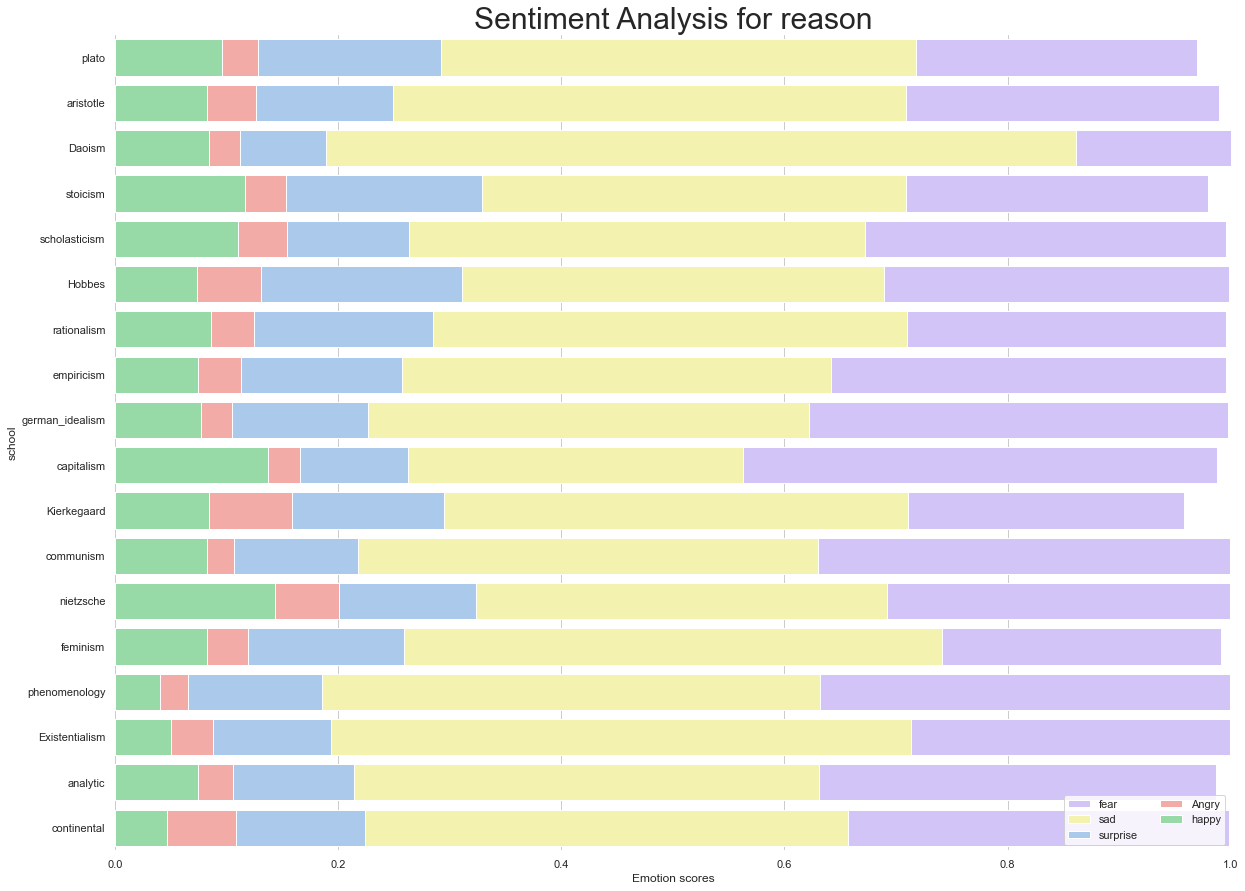 Sentiment Analysis for reason
plato
aristotle
Daoism
stoicism
scholasticism
Hobbes
rationalism
empiricism
german_idealism
capitalism
Kierkegaard
communism
nietzsche
feminism
phenomenology
Existentialism
analytic
continental
school
fear
sad
surprise
Angry
happy
0.0 0.2 0.4 0.6 0.8 1.0
Emotion scores